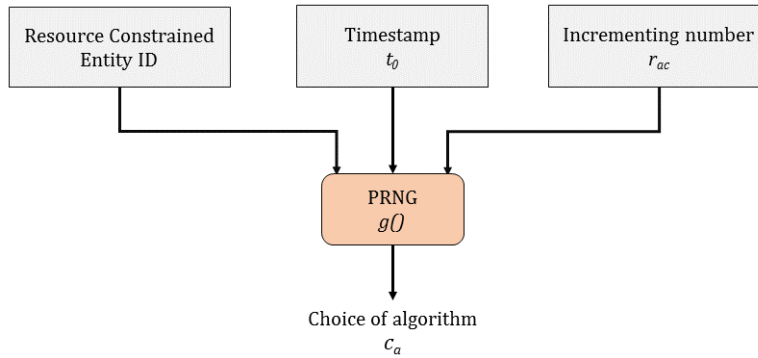 Resource Constrained
Entity ID
Timestamp
t₀
Incrementing number
rₐc
PRNG
g()
Choice of algorithm
cₐ